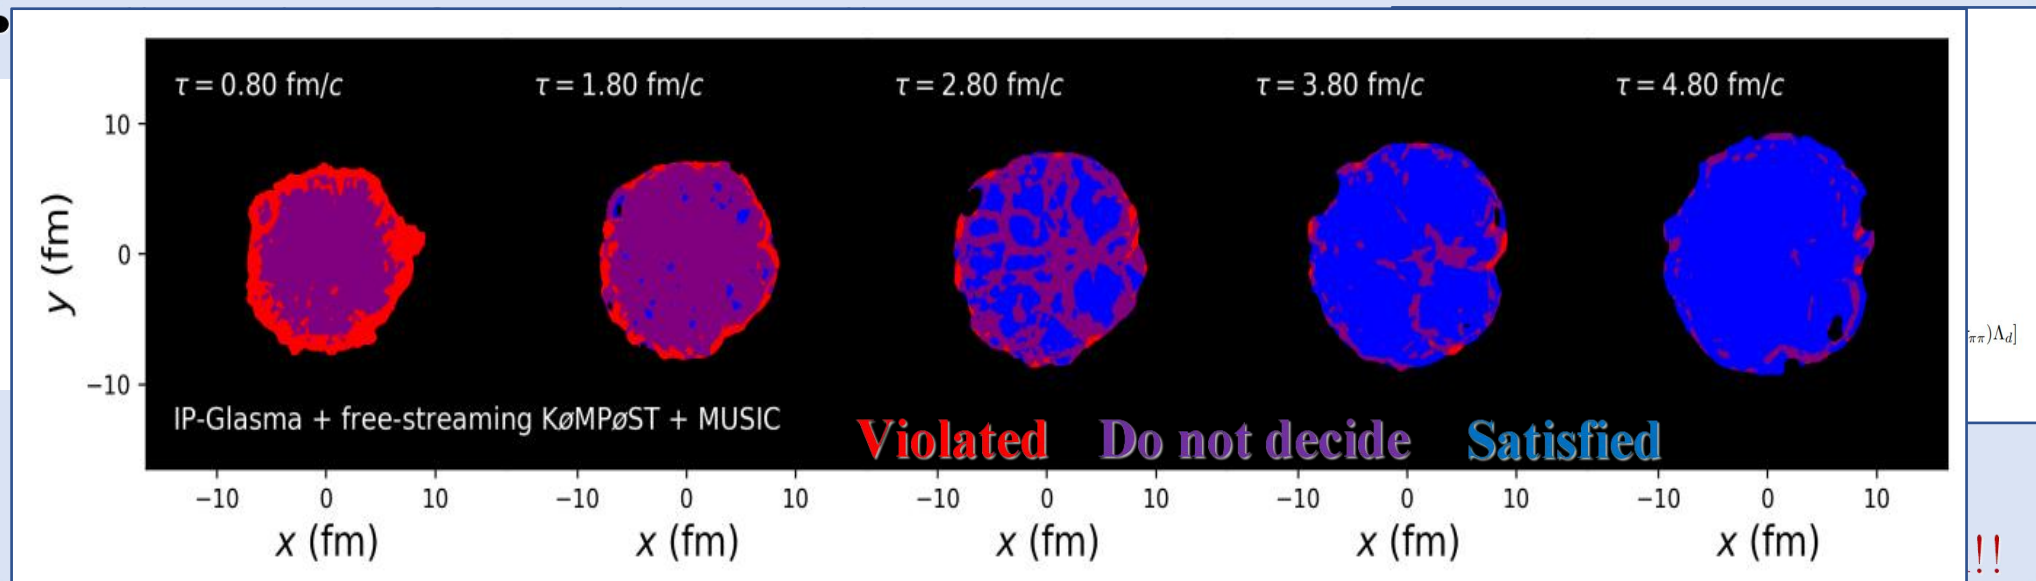 τ = 0.80 fm/c
τ = 1.80 fm/c
τ = 2.80 fm/c
τ = 3.80 fm/c
τ = 4.80 fm/c
10
0
−10
y (fm)
IP-Glasma + free-streaming KøMPøST + MUSIC
Violated Do not decide Satisfied
−10 0 10
−10 0 10
−10 0 10
−10 0 10
−10 0 10
x (fm)
x (fm)
x (fm)
x (fm)
x (fm)
ππ)Λd]
!!